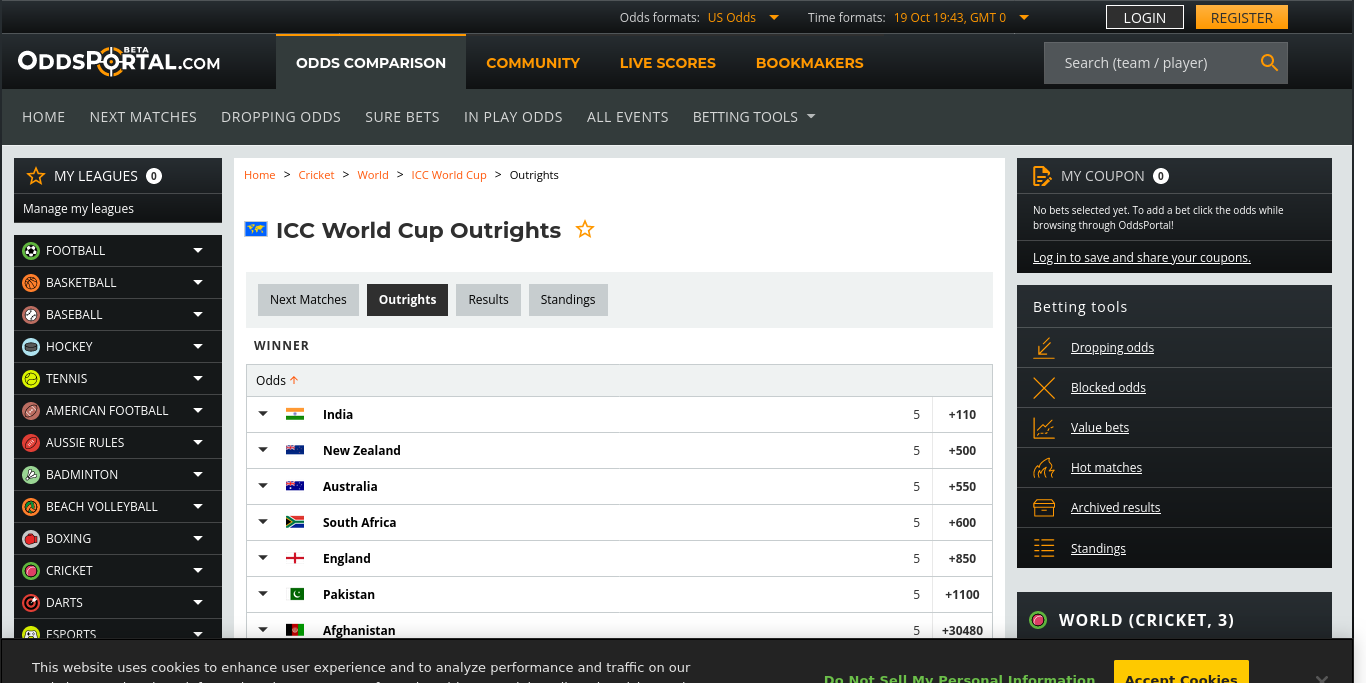 Odds formats: US Odds Time formats: 19 Oct 19:43, GMT 0 LOGIN REGISTER
ODDSPORTAL.COM BETA
ODDS COMPARISON COMMUNITY LIVE SCORES BOOKMAKERS Search (team / player)
HOME NEXT MATCHES DROPPING ODDS SURE BETS IN PLAY ODDS ALL EVENTS BETTING TOOLS
MY LEAGUES 0
Manage my leagues
FOOTBALL
BASKETBALL
BASEBALL
HOCKEY
TENNIS
AMERICAN FOOTBALL
AUSSIE RULES
BADMINTON
BEACH VOLLEYBALL
BOXING
CRICKET
DARTS
ESPORTS
Home > Cricket > World > ICC World Cup > Outrights
ICC World Cup Outrights
Next Matches Outrights Results Standings
WINNER
Odds
India 5 +110
New Zealand 5 +500
Australia 5 +550
South Africa 5 +600
England 5 +850
Pakistan 5 +1100
Afghanistan 5 +30480
MY COUPON 0
No bets selected yet. To add a bet click the odds while
browsing through OddsPortal!
Log in to save and share your coupons.
Betting tools
Dropping odds
Blocked odds
Value bets
Hot matches
Archived results
Standings
WORLD (CRICKET, 3)
This website uses cookies to enhance user experience and to analyze performance and traffic on our
Do Not Sell My Personal Information
Accept Cookies